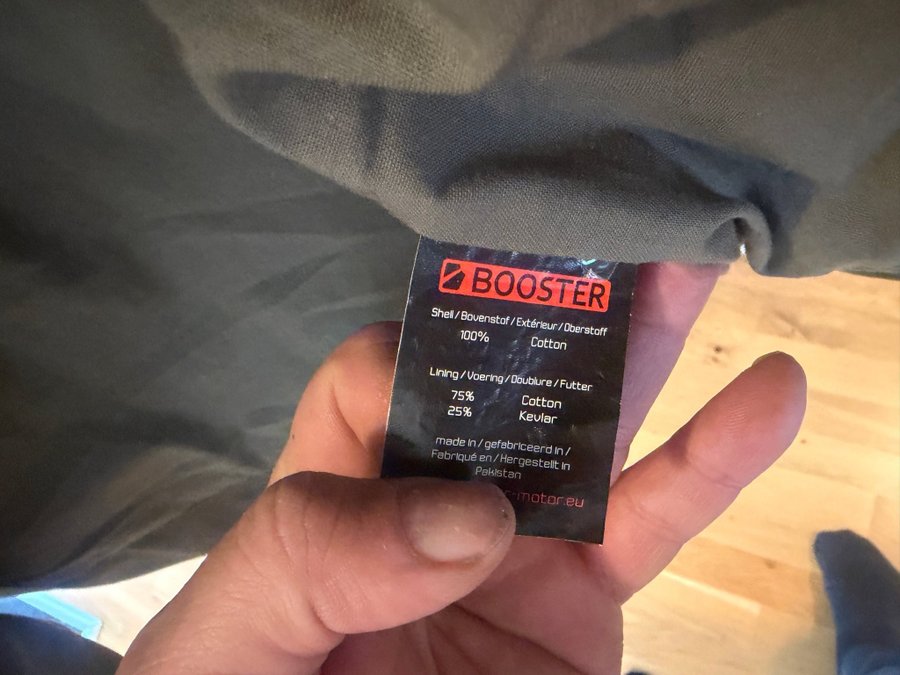 BOOSTER
Shell/Bovenstof/Extérieur/Oberstoff
100% Cotton
Lining/Voering/Doublure/Futter
75% Cotton
25% Kevlar
made in/gefabriceerd in/
Fabriqué en/Hergestellt in
Pakistan
r-motor.eu